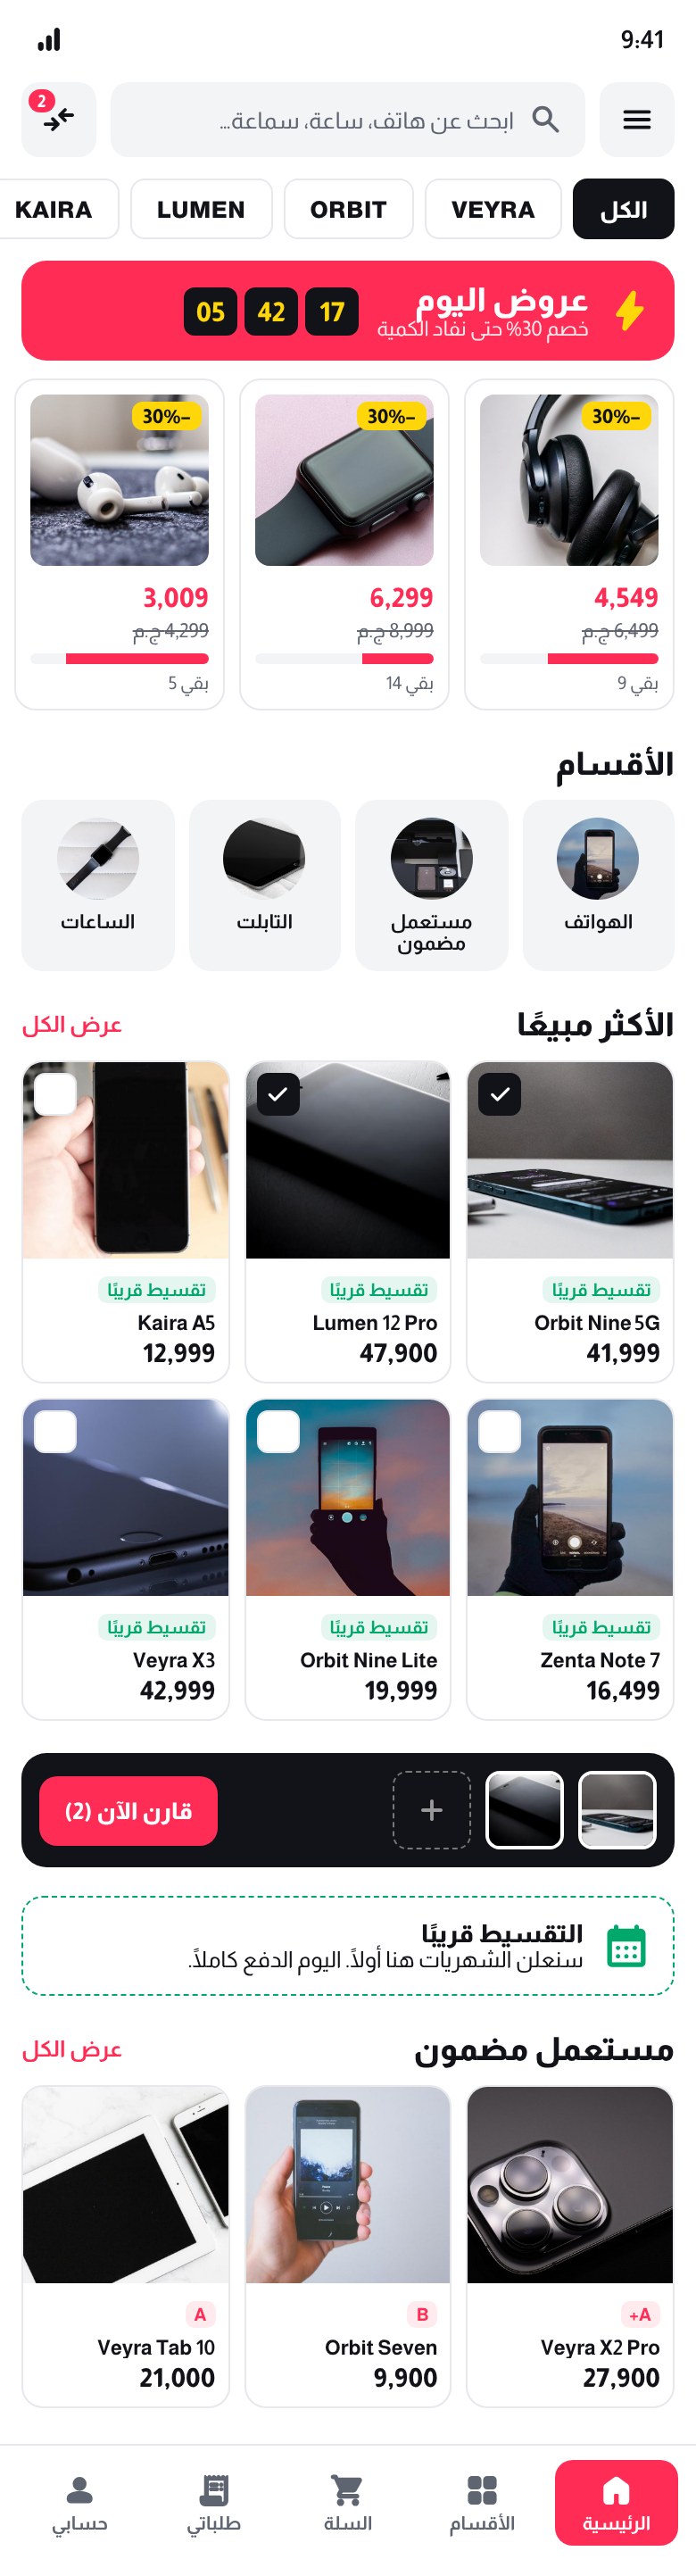 9:41
2
ابحث عن هاتف، ساعة، سماعة...
الكل
VEYRA
ORBIT
LUMEN
KAIRA
عروض اليوم
خصم 30% حتى نفاد الكمية
17
42
05
–30%
–30%
–30%
4,549
6,499 ج.م
بقي 9
6,299
8,999 ج.م
بقي 14
3,009
4,299 ج.م
بقي 5
الأقسام
الهواتف
مستعمل
مضمون
التابلت
الساعات
الأكثر مبيعًا
عرض الكل
تقسيط قريبًا
Orbit Nine 5G
41,999
تقسيط قريبًا
Lumen 12 Pro
47,900
تقسيط قريبًا
Kaira A5
12,999
تقسيط قريبًا
Zenta Note 7
16,499
تقسيط قريبًا
Orbit Nine Lite
19,999
تقسيط قريبًا
Veyra X3
42,999
قارن الآن (2)
التقسيط قريبًا
سنعلن الشهريات هنا أولًا. اليوم الدفع كاملًا.
مستعمل مضمون
عرض الكل
A+
Veyra X2 Pro
27,900
B
Orbit Seven
9,900
A
Veyra Tab 10
21,000
الرئيسية
الأقسام
السلة
طلباتي
حسابي